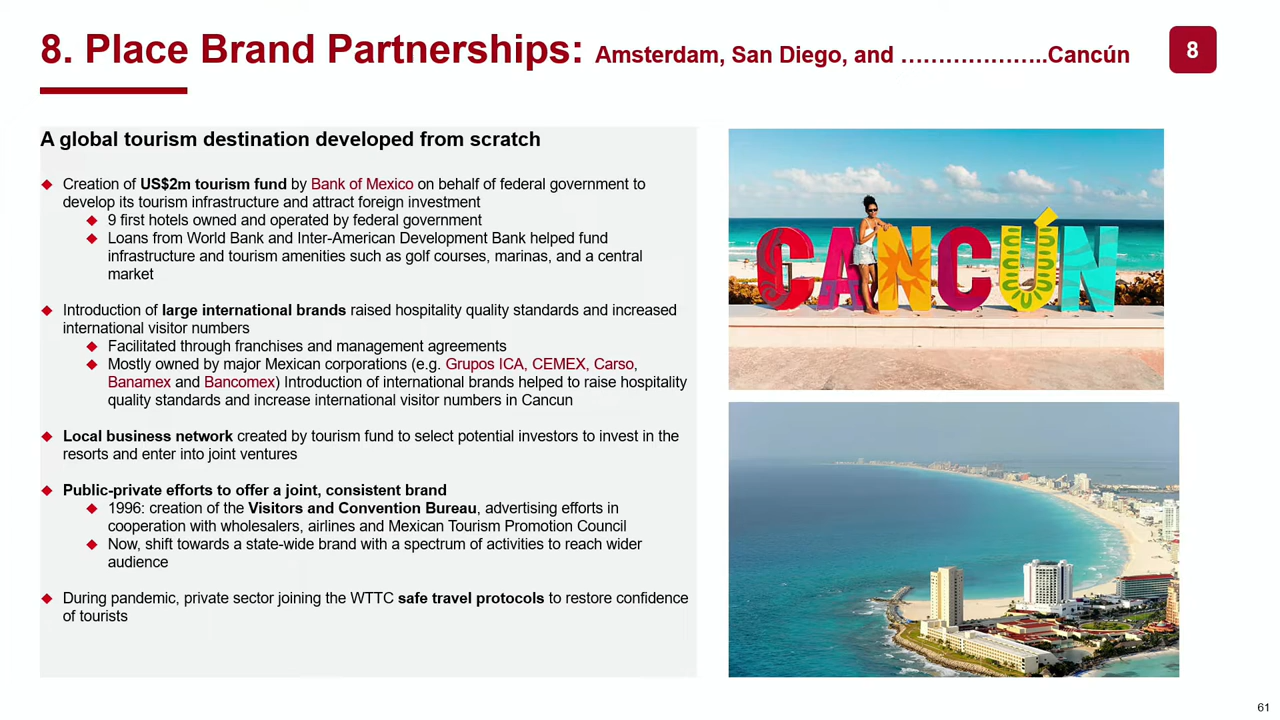 8. Place Brand Partnerships: Amsterdam, San Diego, and …………………..Cancún
8
A global tourism destination developed from scratch
Creation of US$2m tourism fund by Bank of Mexico on behalf of federal government to
develop its tourism infrastructure and attract foreign investment
9 first hotels owned and operated by federal government
Loans from World Bank and Inter-American Development Bank helped fund
infrastructure and tourism amenities such as golf courses, marinas, and a central
market
Introduction of large international brands raised hospitality quality standards and increased
international visitor numbers
Facilitated through franchises and management agreements
Mostly owned by major Mexican corporations (e.g. Grupos ICA, CEMEX, Carso,
Banamex and Bancomex) Introduction of international brands helped to raise hospitality
quality standards and increase international visitor numbers in Cancun
Local business network created by tourism fund to select potential investors to invest in the
resorts and enter into joint ventures
Public-private efforts to offer a joint, consistent brand
1996: creation of the Visitors and Convention Bureau, advertising efforts in
cooperation with wholesalers, airlines and Mexican Tourism Promotion Council
Now, shift towards a state-wide brand with a spectrum of activities to reach wider
audience
During pandemic, private sector joining the WTTC safe travel protocols to restore confidence
of tourists
CANCÚN
61